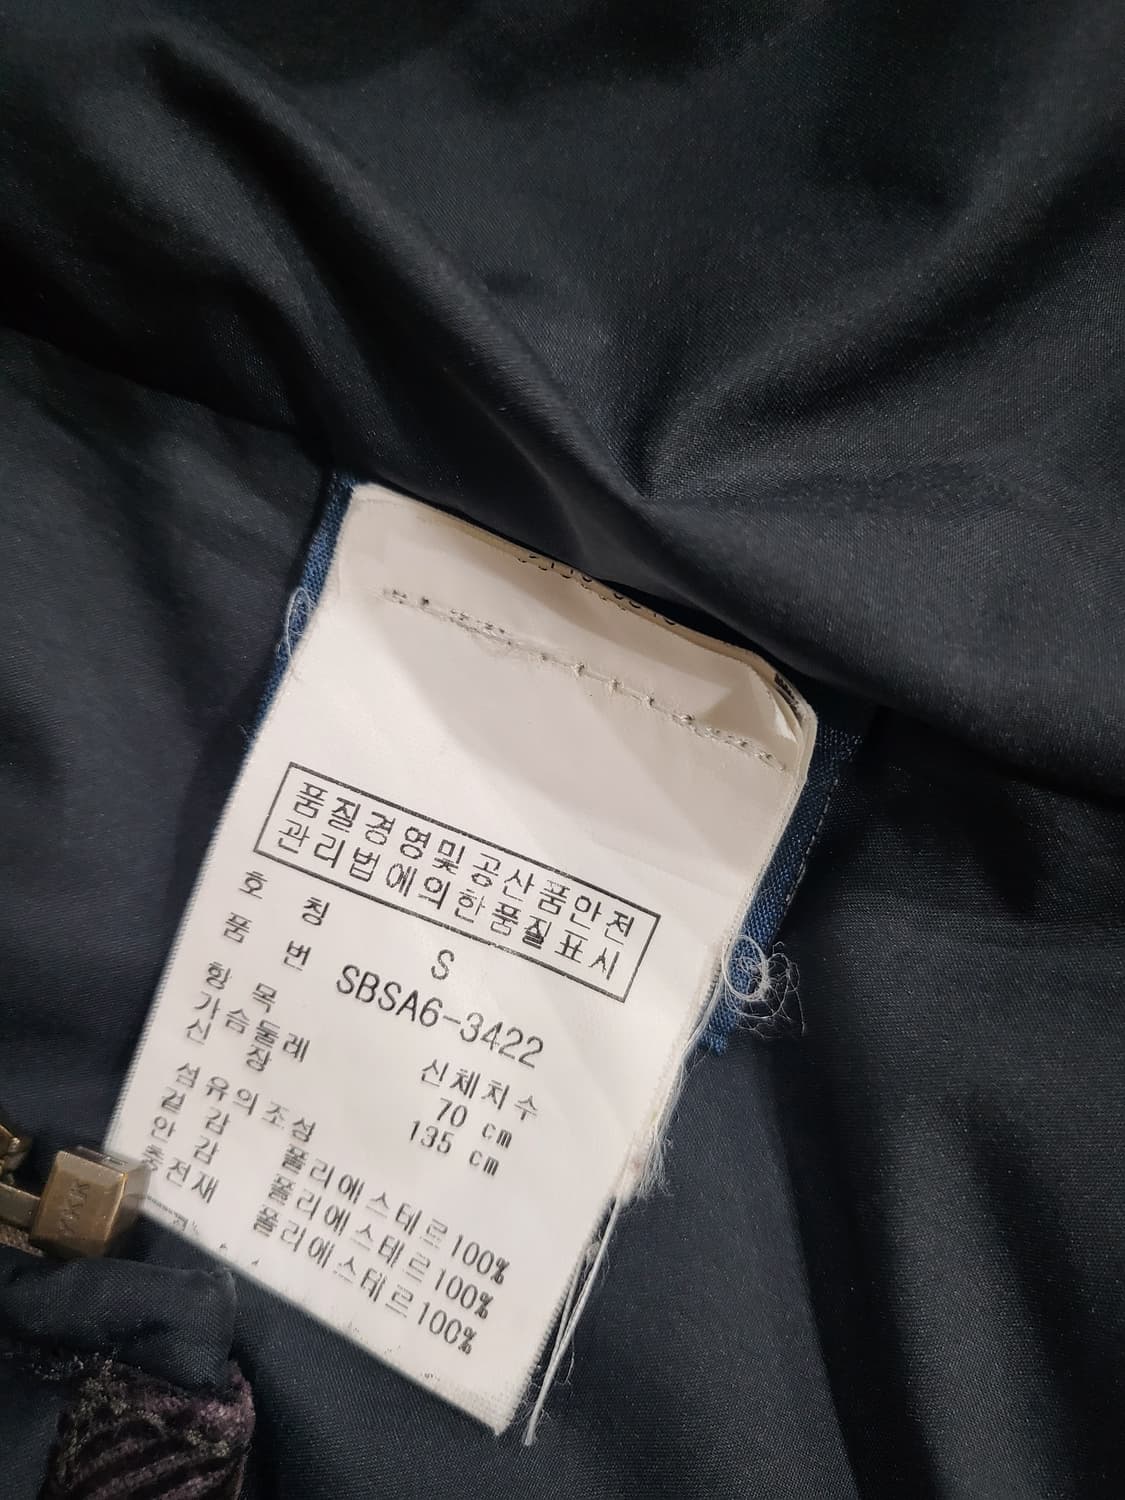 품질경영및공산품안전
관리법에의한품질표시
호 칭 S
품 번 SBSA6-3422
항 목 신체치수
가슴둘레 70 cm
신 장 135 cm
섬유의조성
겉 감 폴리에스테르100%
안 감 폴리에스테르100%
충전재 폴리에스테르100%
YKK